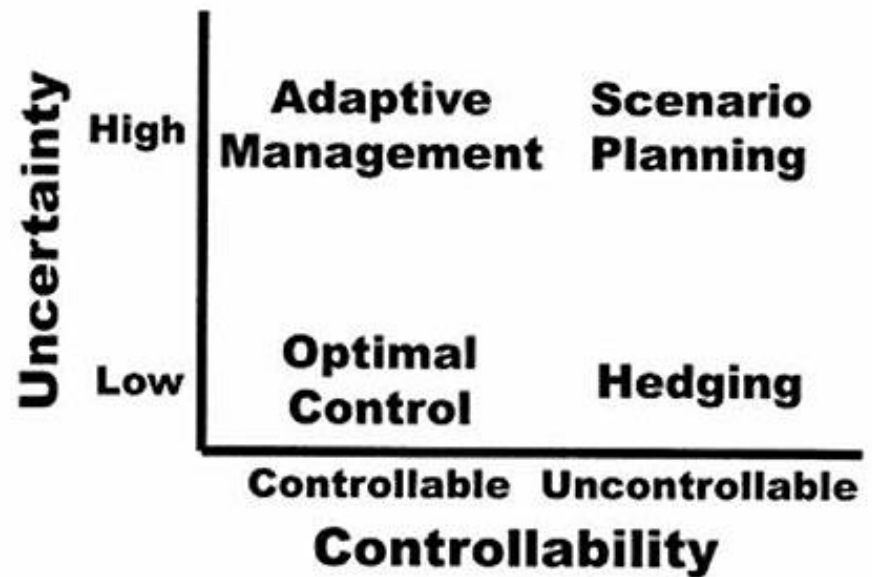 Uncertainty
High
Adaptive
Management
Scenario
Planning
Low
Optimal
Control
Hedging
Controllable
Uncontrollable
Controllability